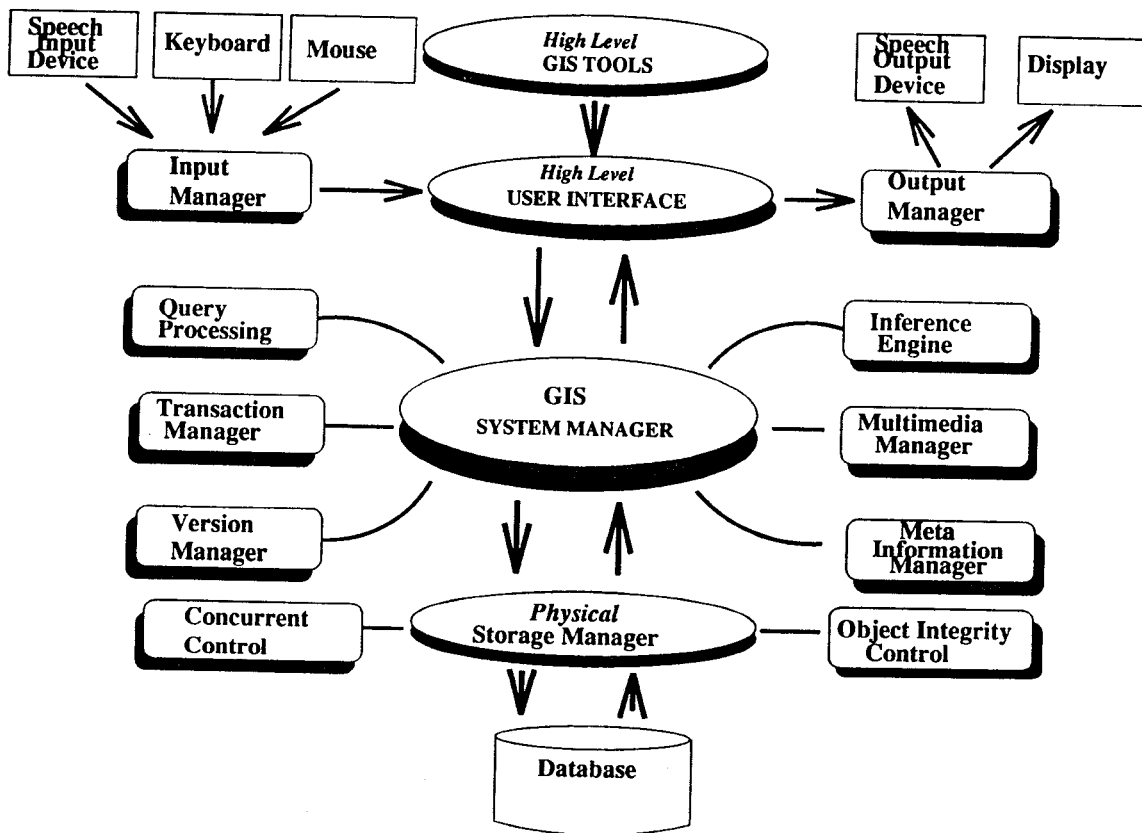 Speech
Input
Device
Keyboard
Mouse
High Level
GIS TOOLS
Speech
Output
Device
Display
Input
Manager
High Level
USER INTERFACE
Output
Manager
Query
Processing
Inference
Engine
GIS
SYSTEM MANAGER
Transaction
Manager
Multimedia
Manager
Version
Manager
Meta
Information
Manager
Concurrent
Control
Physical
Storage Manager
Object Integrity
Control
Database